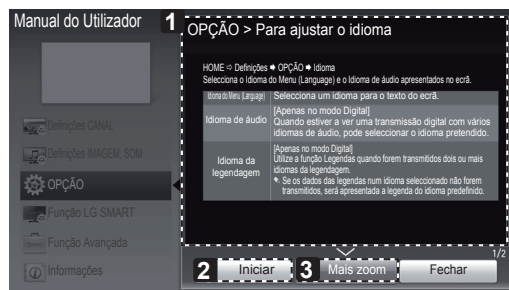 Manual do Utilizador
1
OPÇÃO > Para ajustar o idioma
HOME ⇨ Definições ➡ OPÇÃO ➡ Idioma
Selecciona o Idioma do Menu (Language) e o Idioma de áudio apresentados no ecrã.
Idioma do Menu (Language) Selecciona um idioma para o texto do ecrã.
Idioma de áudio
[Apenas no modo Digital]
Quando estiver a ver uma transmissão digital com vários
idiomas de áudio, pode seleccionar o idioma pretendido.
Idioma da
legendagem
[Apenas no modo Digital]
Utilize a função Legendas quando forem transmitidos dois ou mais
idiomas da legendagem.
Se os dados das legendas num idioma seleccionado não forem
transmitidos, será apresentada a legenda do idioma predefinido.
Definições CANAL
Definições IMAGEM, SOM
OPÇÃO
Função LG SMART
Função Avançada
Informações
1/2
2 Iniciar
3 Mais zoom
Fechar